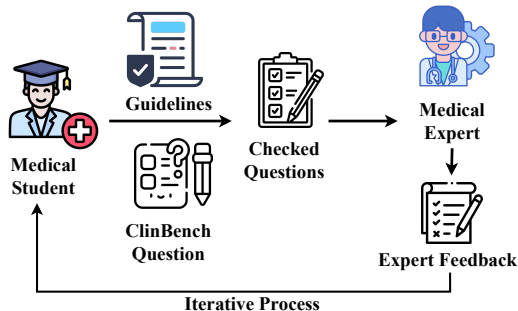 Guidelines
Medical
Student
ClinBench
Question
Checked
Questions
Medical
Expert
Expert Feedback
Iterative Process